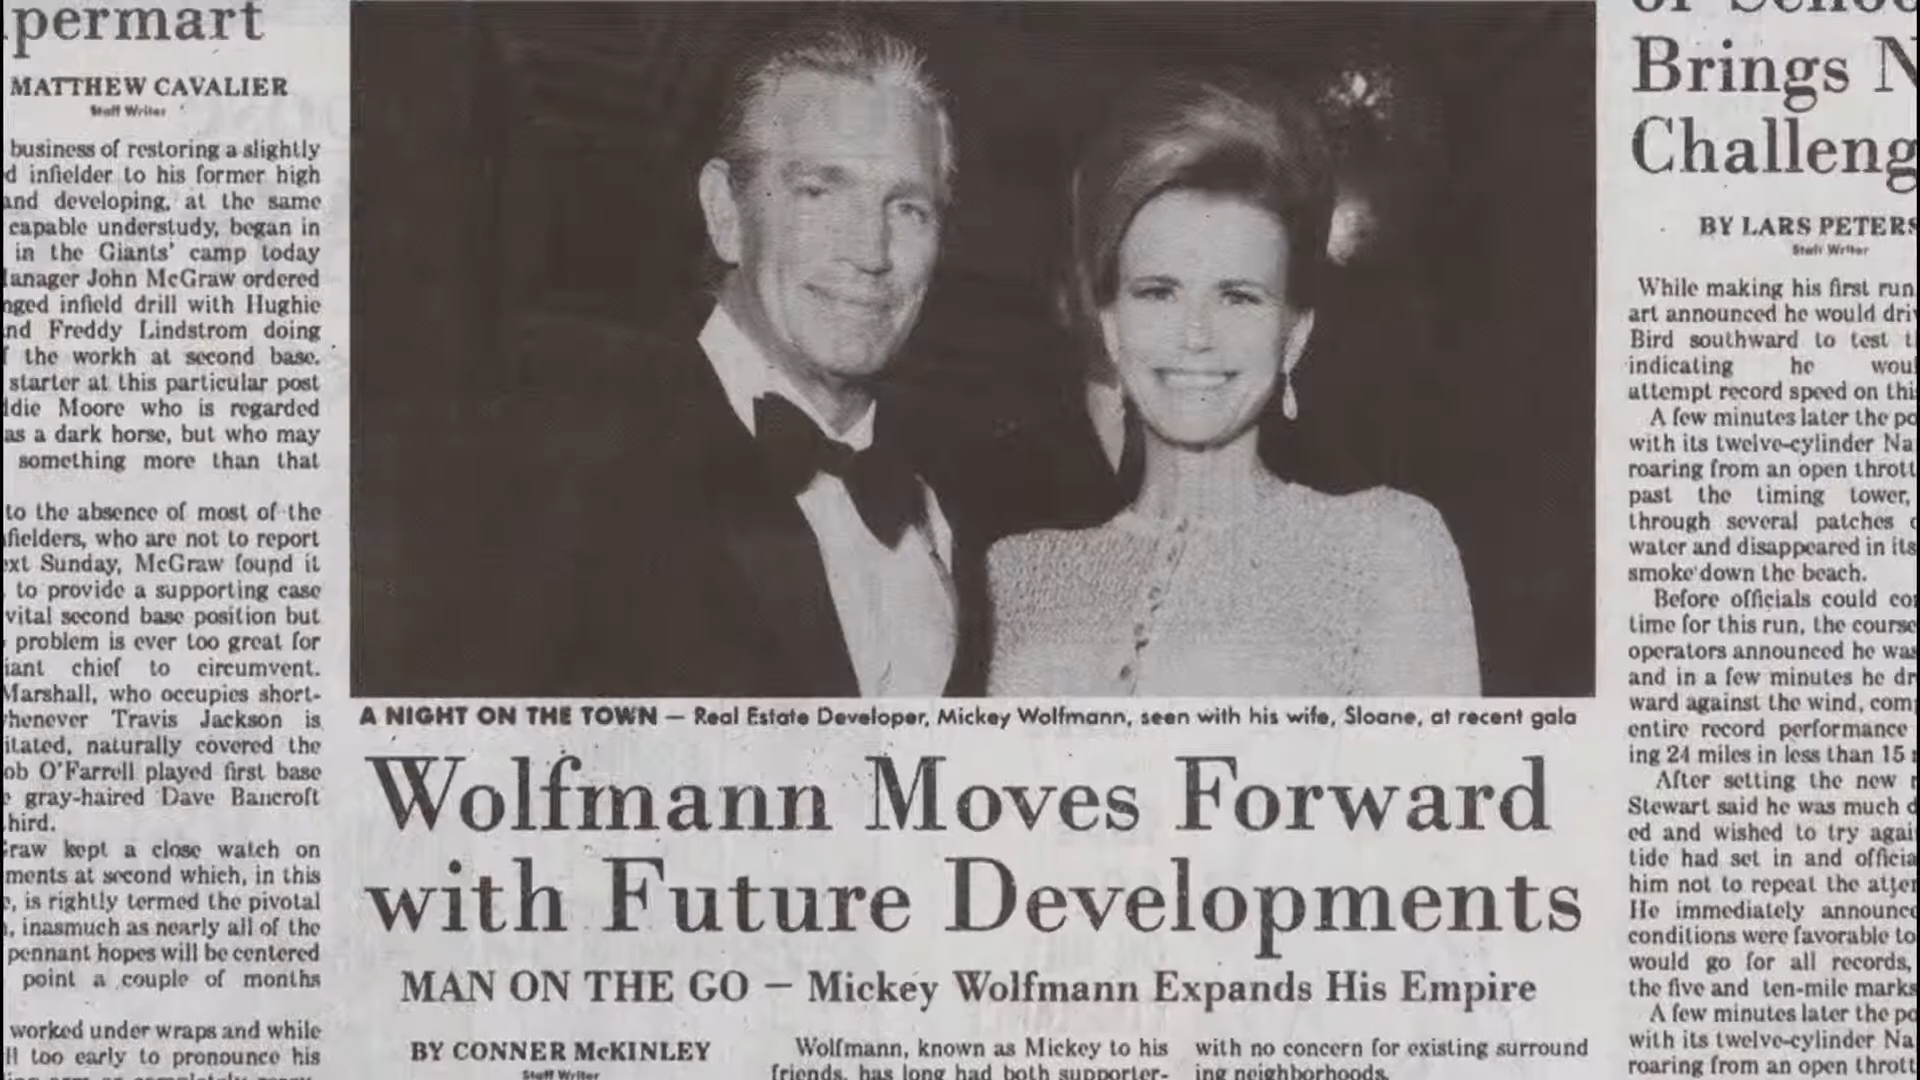 permart
MATTHEW CAVALIER
Staff Writer
business of restoring a slightly
d infielder to his former high
and developing, at the same
capable understudy, began in
in the Giants' camp today
anager John McGraw ordered
nged infield drill with Hughie
nd Freddy Lindstrom doing
f the workh at second base.
starter at this particular post
ddie Moore who is regarded
as a dark horse, but who may
something more than that
to the absence of most of the
fielders, who are not to report
ext Sunday, McGraw found it
to provide a supporting case
vital second base position but
problem is ever too great for
iant chief to circumvent.
Marshall, who occupies short-
whenever Travis Jackson is
itated, naturally covered the
ob O'Farrell played first base
e gray-haired Dave Bancroft
hird.
Graw kept a close watch on
ments at second which, in this
e, is rightly termed the pivotal
n, inasmuch as nearly all of the
pennant hopes will be centered
point a couple of months
worked under wraps and while
ll too early to pronounce his
A NIGHT ON THE TOWN — Real Estate Developer, Mickey Wolfmann, seen with his wife, Sloane, at recent gala
Wolfmann Moves Forward
with Future Developments
MAN ON THE GO — Mickey Wolfmann Expands His Empire
BY CONNER McKINLEY
Staff Writer
Wolfmann, known as Mickey to his
friends, has long had both supporter-
with no concern for existing surround
ing neighborhoods.
of Schoo
Brings N
Challeng
BY LARS PETERS
Staff Writer
While making his first run,
art announced he would driv
Bird southward to test t
indicating he woul
attempt record speed on this
A few minutes later the po
with its twelve-cylinder Na
roaring from an open thrott
past the timing tower,
through several patches o
water and disappeared in its
smoke down the beach.
Before officials could co
time for this run, the course
operators announced he was
and in a few minutes he dr
ward against the wind, com
entire record performance
ing 24 miles in less than 15
After setting the new r
Stewart said he was much d
ed and wished to try agai
tide had set in and officia
him not to repeat the atte
He immediately announce
conditions were favorable to
would go for all records,
the five and ten-mile marks
A few minutes later the po
with its twelve-cylinder Na
roaring from an open thrott